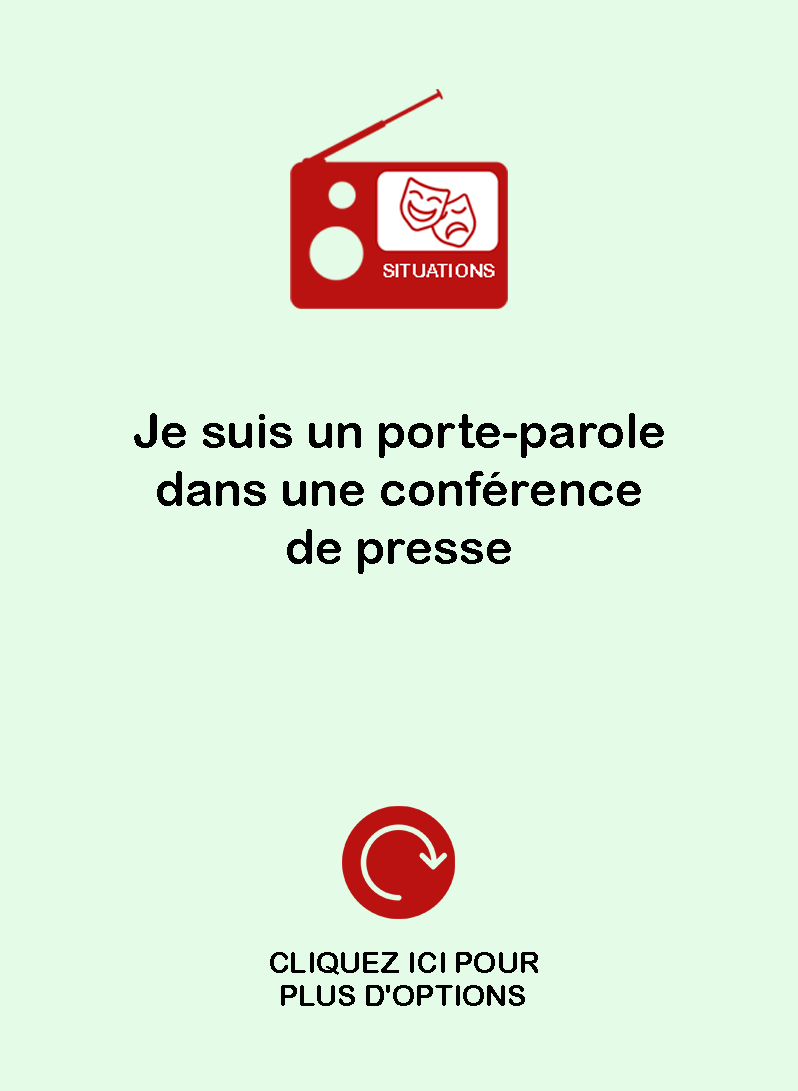 SITUATIONS
Je suis un porte-parole
dans une conférence
de presse
CLIQUEZ ICI POUR
PLUS D'OPTIONS